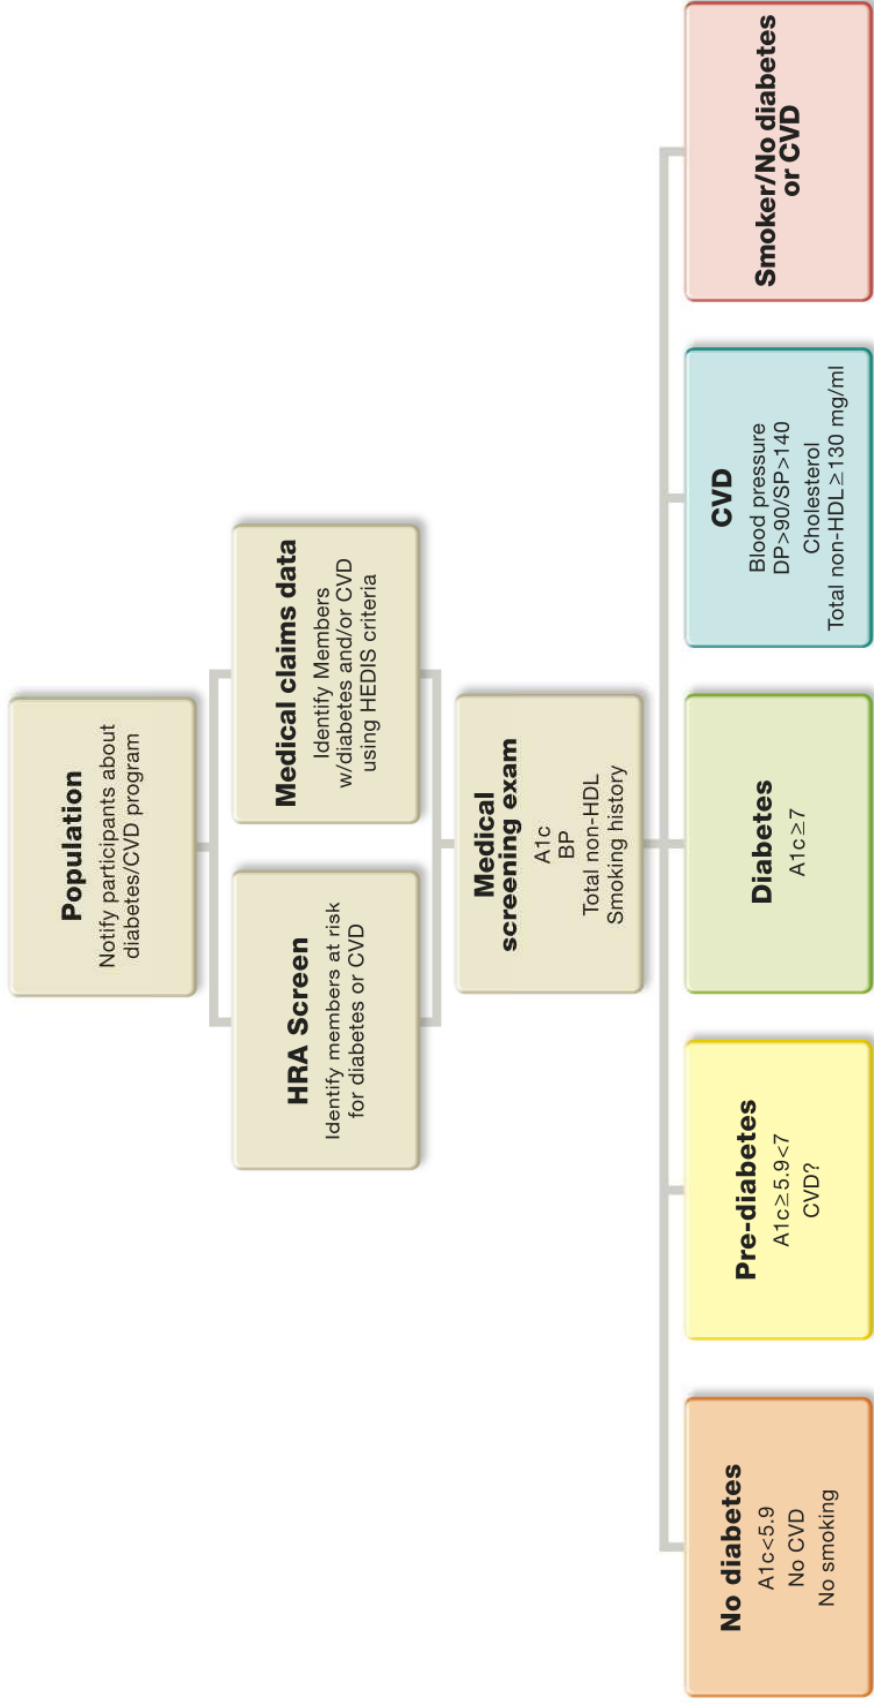 Population
Notify participants about
diabetes/CVD program
HRA Screen
Identify members at risk
for diabetes or CVD
Medical claims data
Identify Members
w/diabetes and/or CVD
using HEDIS criteria
Medical
screening exam
A1c
BP
Total non-HDL
Smoking history
No diabetes
A1c<5.9
No CVD
No smoking
Pre-diabetes
A1c≥5.9<7
CVD?
Diabetes
A1c≥7
CVD
Blood pressure
DP>90/SP>140
Cholesterol
Total non-HDL≥130 mg/ml
Smoker/No diabetes
or CVD